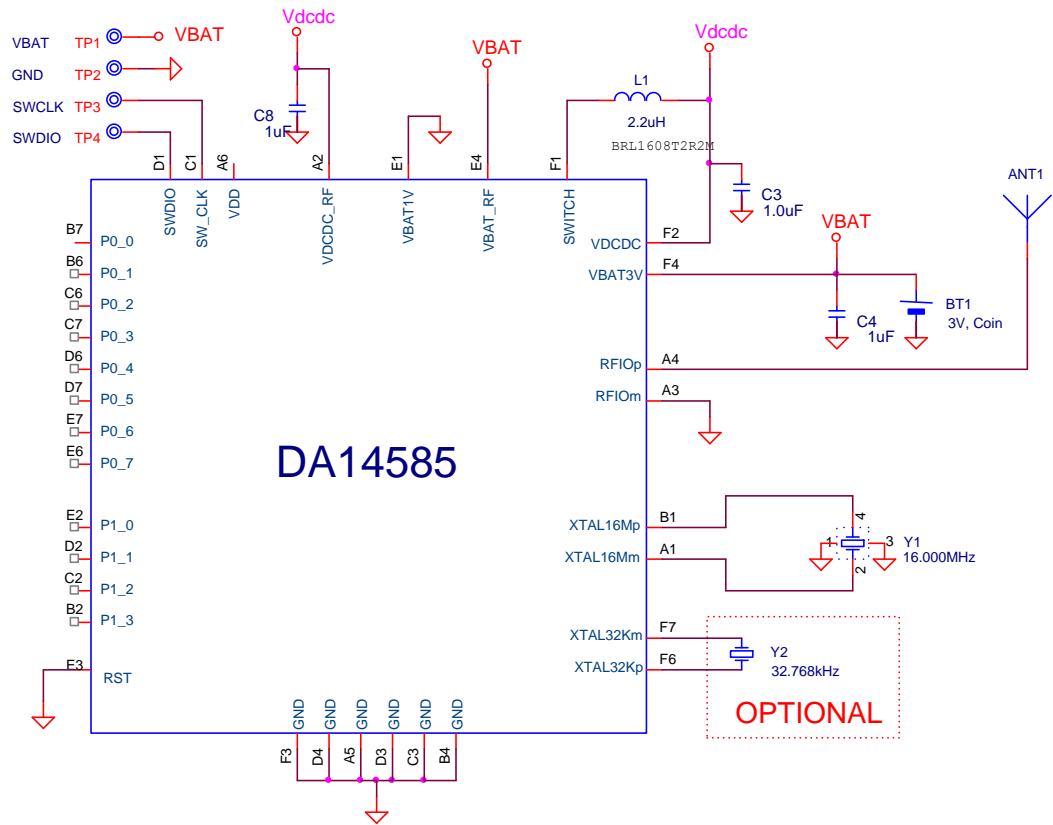 Vdcdc
VBAT TP1 VBAT
GND TP2
SWCLK TP3
SWDIO TP4
C8
1uF
VBAT
Vdcdc
L1
2.2uH
BRL1608T2R2M
C3
1.0uF
ANT1
D1 C1 A6 A2 E1 E4 F1
SWDIO SW_CLK VDD VDCDC_RF VBAT1V VBAT_RF SWITCH
B7 P0_0
B6 P0_1
C6 P0_2
C7 P0_3
D6 P0_4
D7 P0_5
E7 P0_6
E6 P0_7
E2 P1_0
D2 P1_1
C2 P1_2
B2 P1_3
E3 RST
DA14585
VDCDC F2
VBAT3V F4
VBAT
C4
1uF
BT1
3V, Coin
RFIOp A4
RFIOm A3
XTAL16Mp B1
XTAL16Mm A1
4
1 3
2
Y1
16.000MHz
XTAL32Km F7
XTAL32Kp F6
Y2
32.768kHz
OPTIONAL
GND GND GND GND GND GND
F3 D4 A5 D3 C3 B4